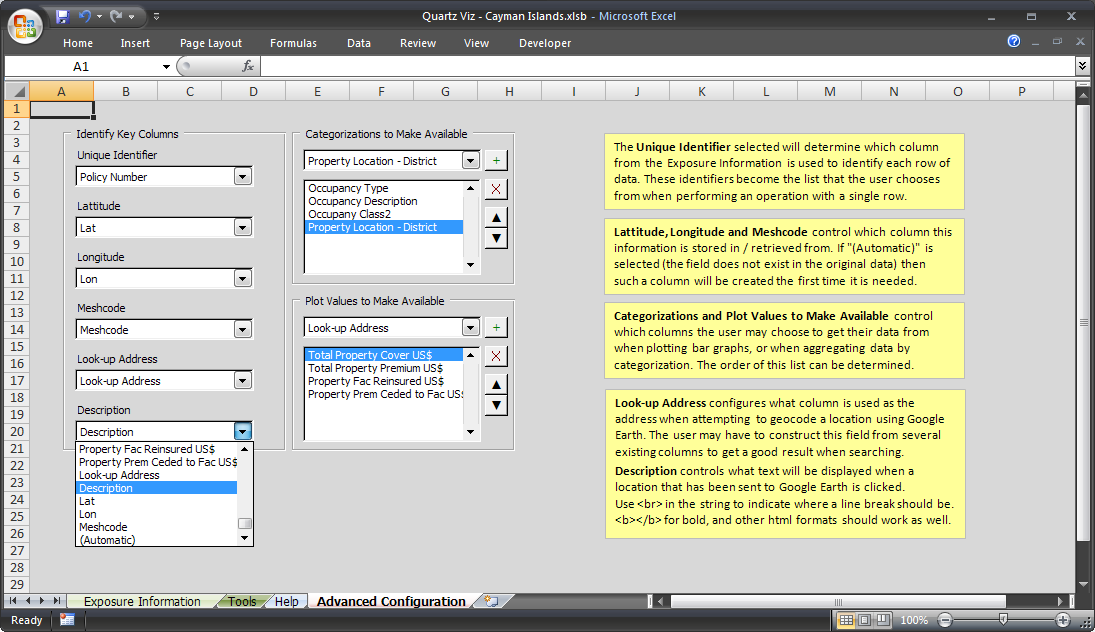 Quartz Viz - Cayman Islands.xlsb - Microsoft Excel
Home Insert Page Layout Formulas Data Review View Developer
A1 fx
A B C D E F G H I J K L M N O P
1
2
3
4
5
6
7
8
9
10
11
12
13
14
15
16
17
18
19
20
21
22
23
24
25
26
27
28
29
Identify Key Columns
Unique Identifier
Policy Number
Lattitude
Lat
Longitude
Lon
Meshcode
Meshcode
Look-up Address
Look-up Address
Description
Description
Property Fac Reinsured US$
Property Prem Ceded to Fac US$
Look-up Address
Description
Lat
Lon
Meshcode
(Automatic)
Categorizations to Make Available
Property Location - District
Occupancy Type
Occupancy Description
Occupany Class2
Property Location - District
Plot Values to Make Available
Look-up Address
Total Property Cover US$
Total Property Premium US$
Property Fac Reinsured US$
Property Prem Ceded to Fac US$
The Unique Identifier selected will determine which column
from the Exposure Information is used to identify each row of
data. These identifiers become the list that the user chooses
from when performing an operation with a single row.
Lattitude, Longitude and Meshcode control which column this
information is stored in / retrieved from. If "(Automatic)" is
selected (the field does not exist in the original data) then
such a column will be created the first time it is needed.
Categorizations and Plot Values to Make Available control
which columns the user may choose to get their data from
when plotting bar graphs, or when aggregating data by
categorization. The order of this list can be determined.
Look-up Address configures what column is used as the
address when attempting to geocode a location using Google
Earth. The user may have to construct this field from several
existing columns to get a good result when searching.
Description controls what text will be displayed when a
location that has been sent to Google Earth is clicked.
Use <br> in the string to indicate where a line break should be.
<b></b> for bold, and other html formats should work as well.
Exposure Information Tools Help Advanced Configuration
Ready 100%